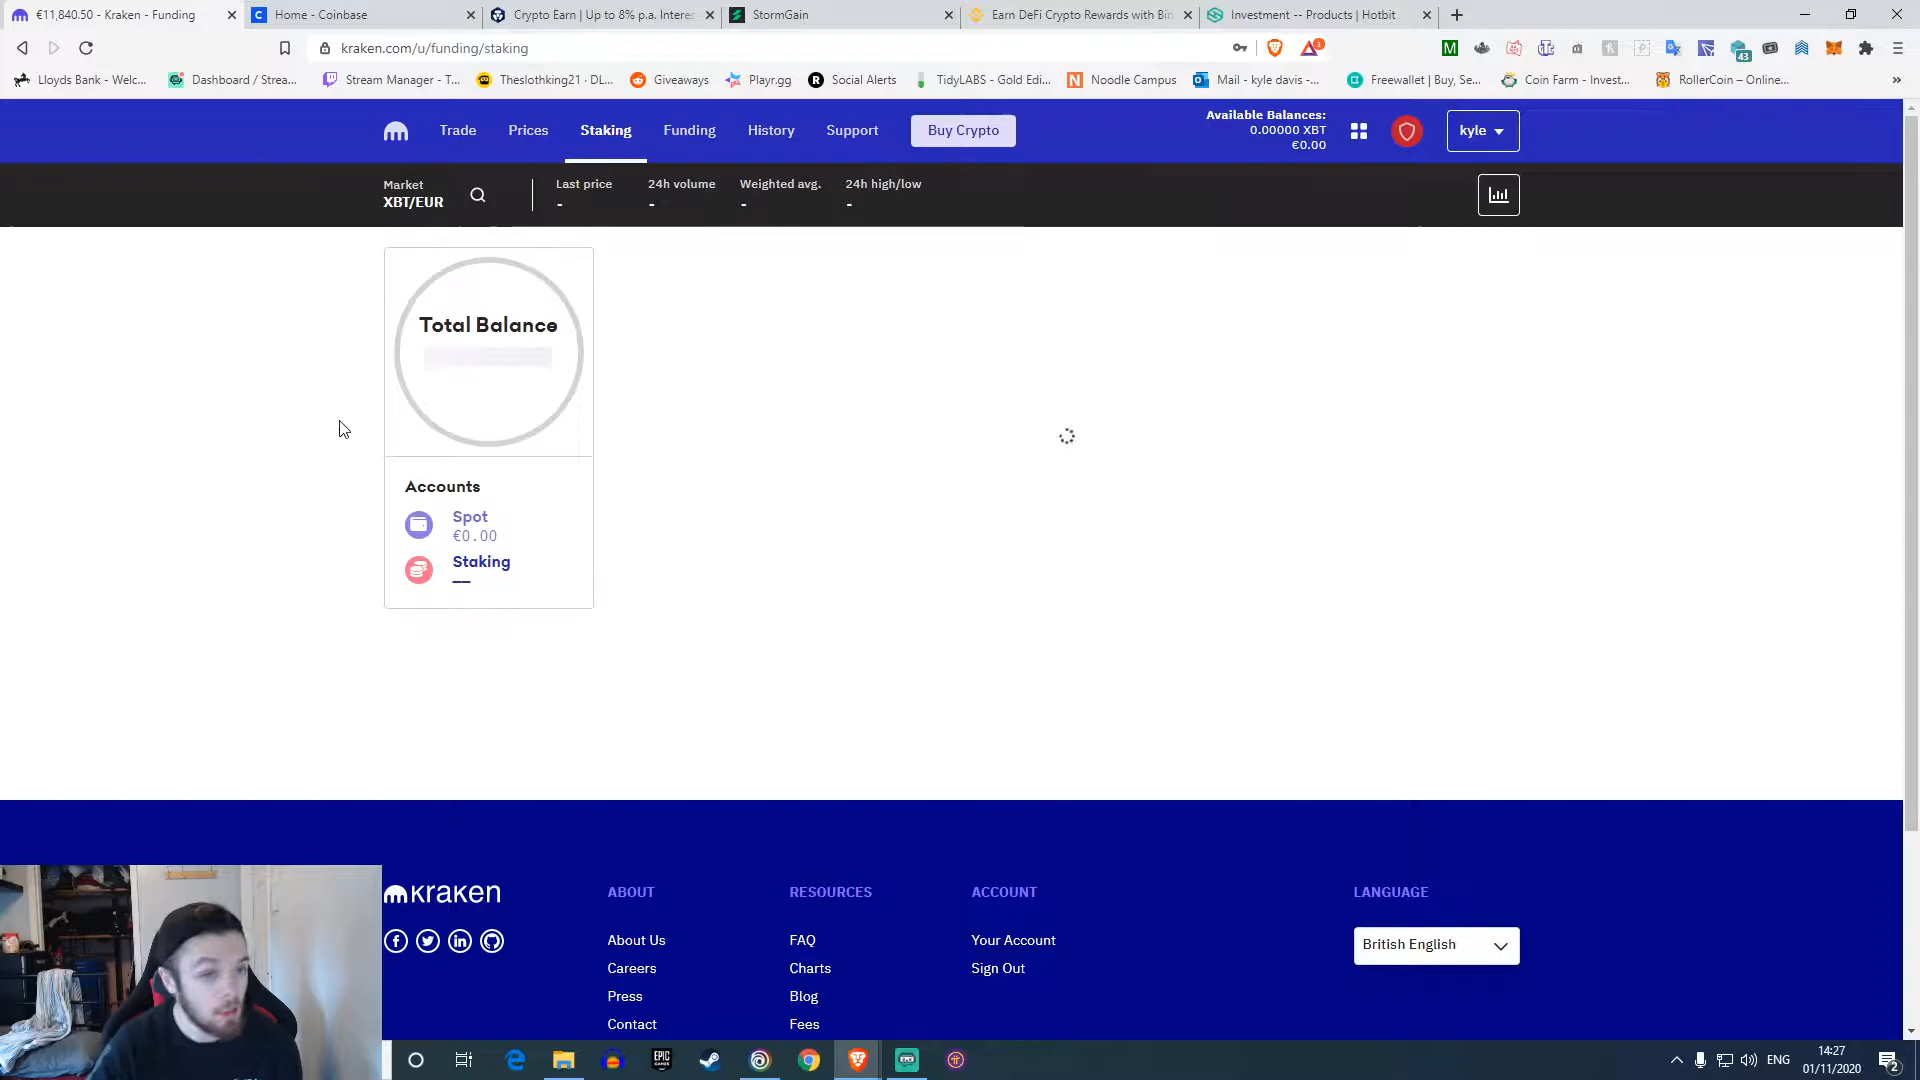 €11,840.50 - Kraken - Funding
Home - Coinbase
Crypto Earn | Up to 8% p.a. Interes
StormGain
Earn DeFi Crypto Rewards with Bin
Investment -- Products | Hotbit
kraken.com/u/funding/staking
3
M
43
Lloyds Bank - Welc...
Dashboard / Strea...
Stream Manager - T...
Theslothking21 · DL...
Giveaways
Playr.gg
Social Alerts
TidyLABS - Gold Edi...
Noodle Campus
Mail - kyle davis -...
Freewallet | Buy, Se...
Coin Farm - Invest...
RollerCoin – Online...
Trade
Prices
Staking
Funding
History
Support
Buy Crypto
Available Balances:
0.00000 XBT
€0.00
kyle
Market
XBT/EUR
Last price
-
24h volume
-
Weighted avg.
-
24h high/low
-
Total Balance
Accounts
Spot
€0.00
Staking
—
kraken
ABOUT
About Us
Careers
Press
Contact
RESOURCES
FAQ
Charts
Blog
Fees
ACCOUNT
Your Account
Sign Out
LANGUAGE
British English
EPIC GAMES
ENG
14:27
01/11/2020
2